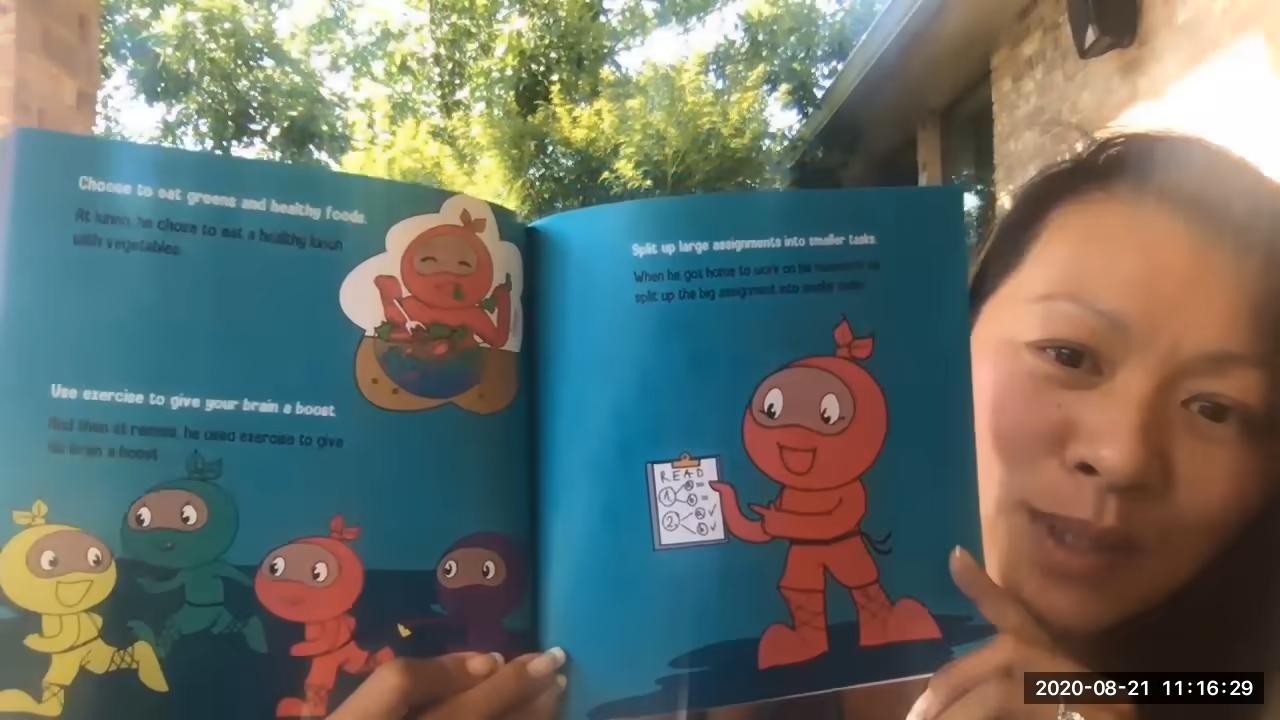 Choose to eat greens and healthy foods.
At lunch, he chose to eat a healthy lunch
with vegetables.
Use exercise to give your brain a boost.
And then at recess, he used exercise to give
his brain a boost.
Split up large assignments into smaller tasks.
When he got home to work on his he
split up the big assignment into smaller tasks.
READ
1
2
2020-08-21 11:16:29